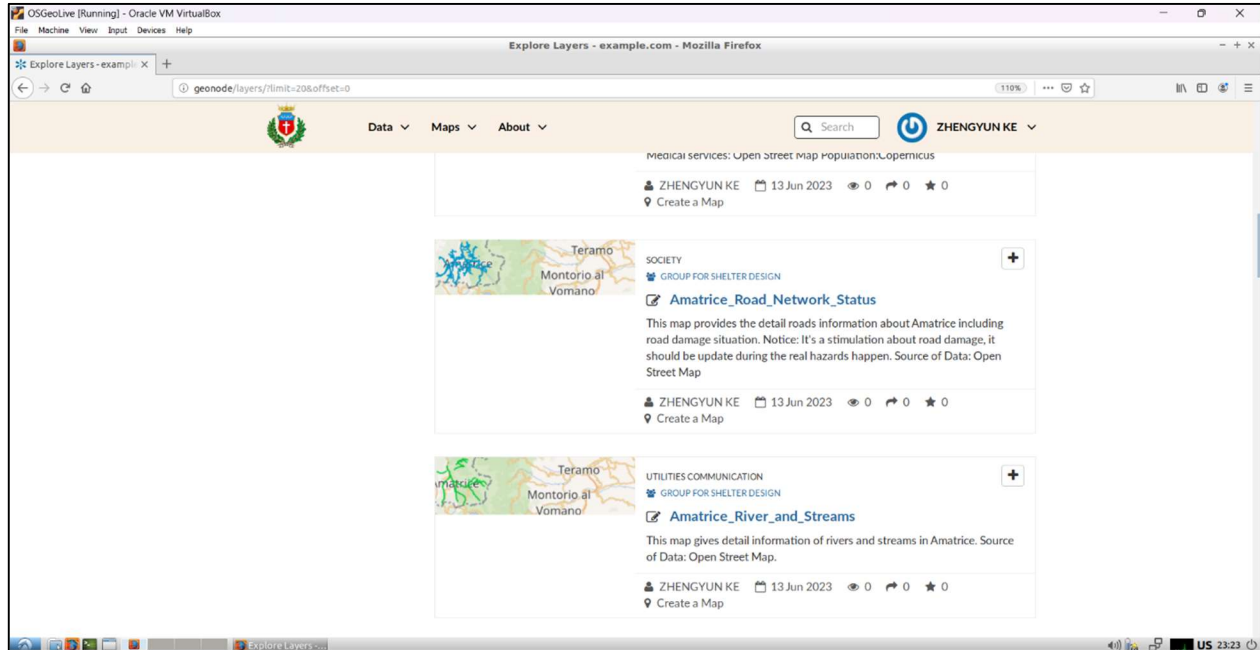 OSGeoLive [Running] - Oracle VM VirtualBox
File Machine View Input Devices Help
Explore Layers - example.com - Mozilla Firefox
Explore Layers - exampl
geonode/layers/?limit=20&offset=0
110%
Data Maps About Search ZHENGYUN KE
Medical services: Open Street Map Population:Copernicus
ZHENGYUN KE 13 Jun 2023 0 0 0
Create a Map
Teramo
Montorio al
Vomano
SOCIETY
GROUP FOR SHELTER DESIGN
Amatrice_Road_Network_Status
This map provides the detail roads information about Amatrice including
road damage situation. Notice: It's a stimulation about road damage, it
should be update during the real hazards happen. Source of Data: Open
Street Map
ZHENGYUN KE 13 Jun 2023 0 0 0
Create a Map
Teramo
Montorio al
Vomano
UTILITIES COMMUNICATION
GROUP FOR SHELTER DESIGN
Amatrice_River_and_Streams
This map gives detail information of rivers and streams in Amatrice. Source
of Data: Open Street Map.
ZHENGYUN KE 13 Jun 2023 0 0 0
Create a Map
Explore Layers -...
US 23:23